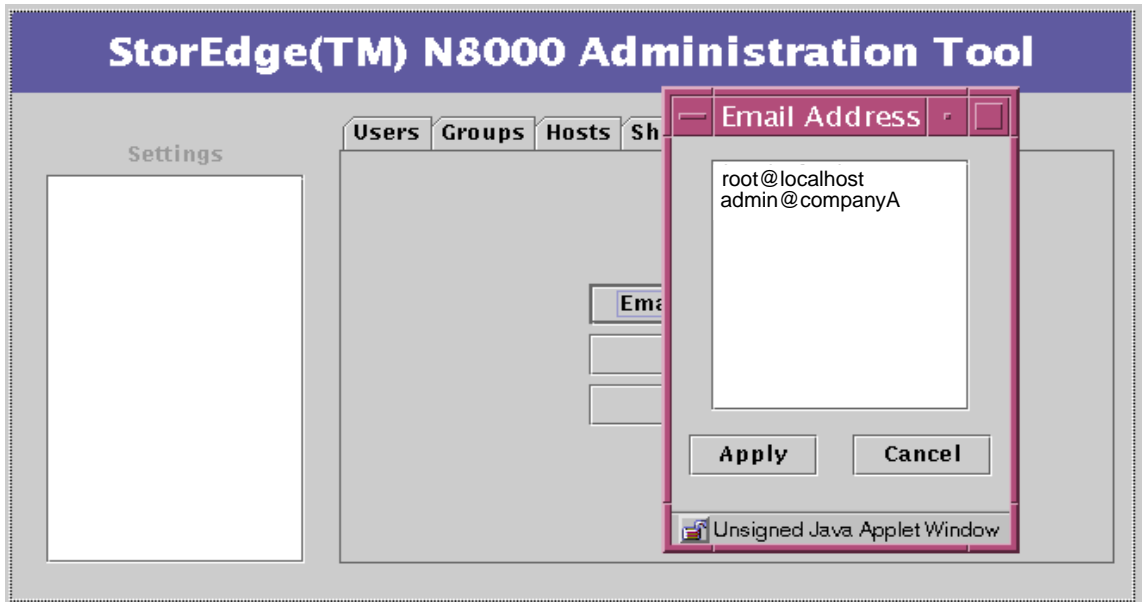 StorEdge(TM) N8000 Administration Tool
Settings
Users Groups Hosts Sh
Email Address
root@localhost
admin@companyA
Ema
Apply Cancel
Unsigned Java Applet Window